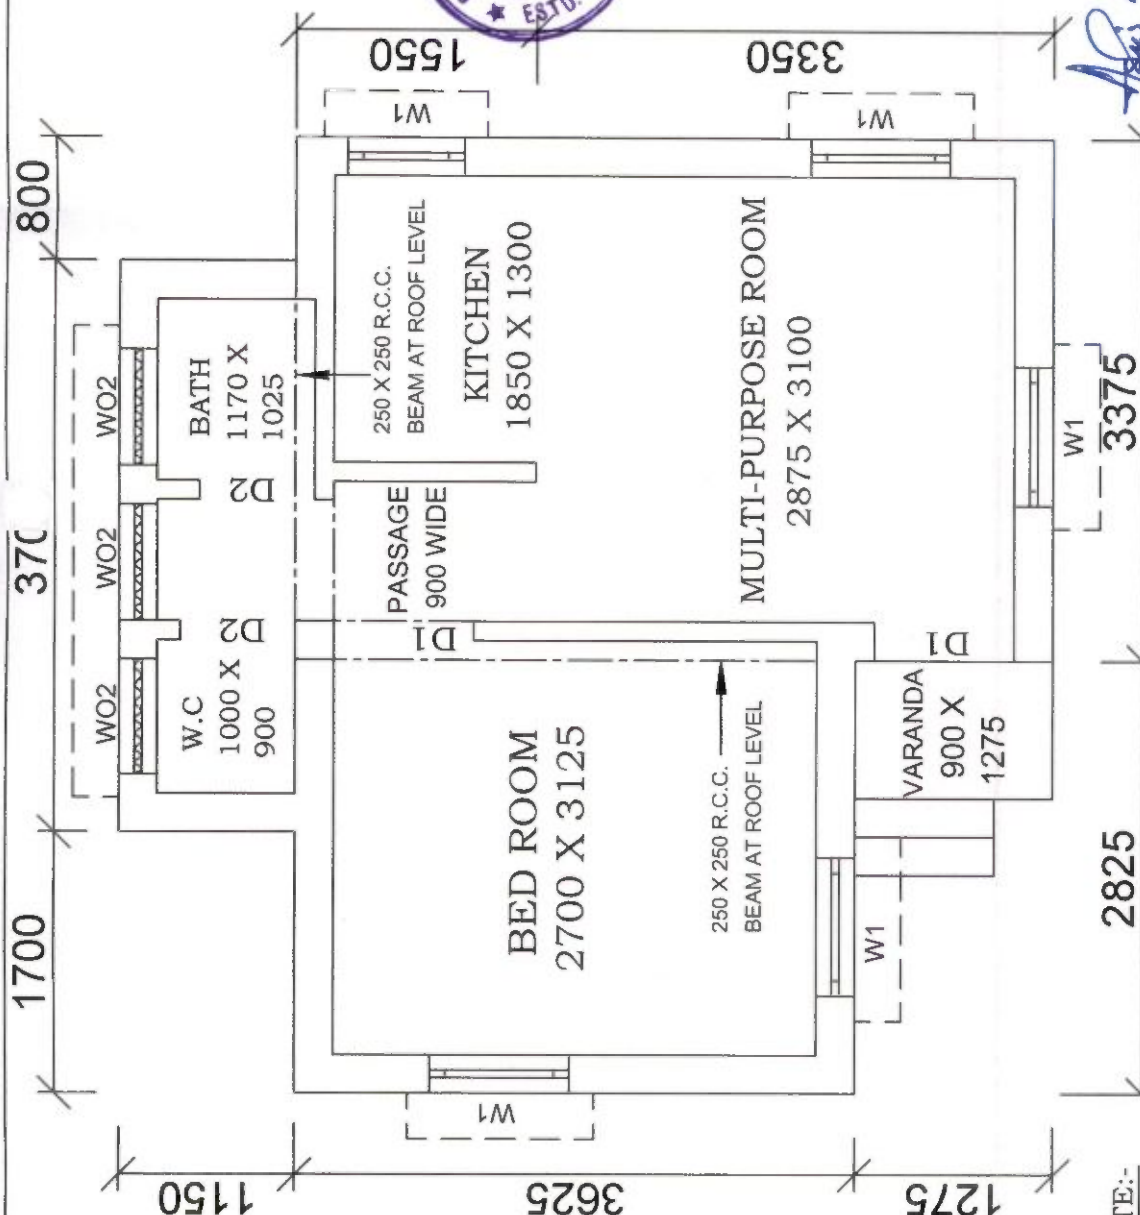 ESTD.
1550
3350
800
370
1700
W1
W1
WO2
WO2
WO2
BATH
1170 X
1025
D2
D2
W.C
1000 X
900
250 X 250 R.C.C.
BEAM AT ROOF LEVEL
KITCHEN
1850 X 1300
PASSAGE
900 WIDE
D1
MULTI-PURPOSE ROOM
2875 X 3100
BED ROOM
2700 X 3125
250 X 250 R.C.C.
BEAM AT ROOF LEVEL
D1
VARANDA
900 X
1275
W1
W1
W1
3375
2825
1150
3625
1275
TE:-